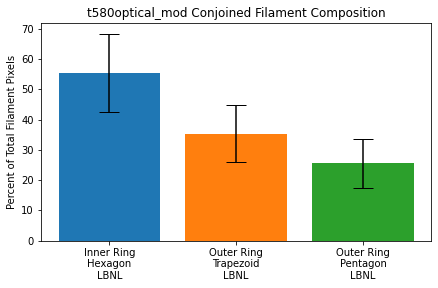 t580optical_mod Conjoined Filament Composition
Percent of Total Filament Pixels
70
60
50
40
30
20
10
0
Inner Ring
Hexagon
LBNL
Outer Ring
Trapezoid
LBNL
Outer Ring
Pentagon
LBNL